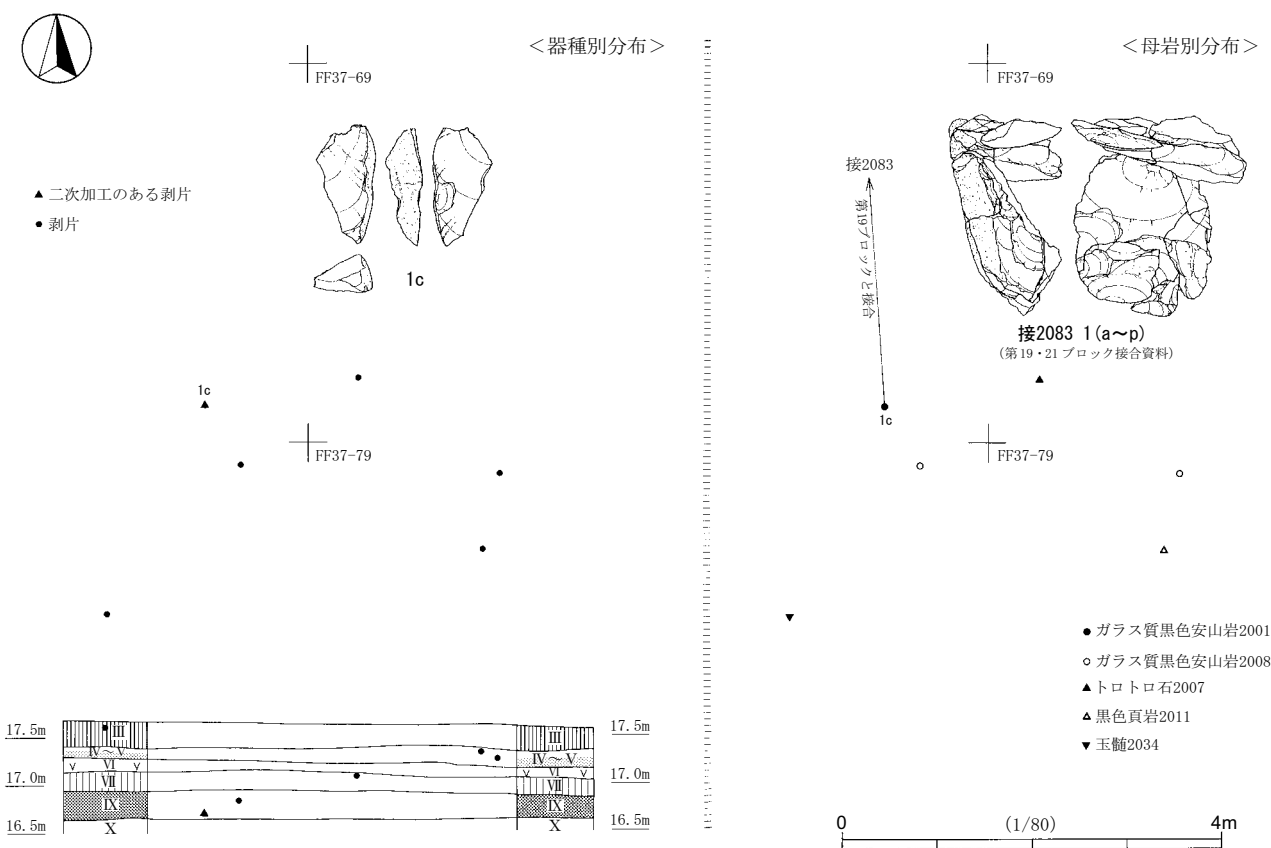 ＜器種別分布＞
FF37-69
▲ 二次加工のある剥片
● 剥片
1c
1c
FF37-79
17.5m
17.0m
16.5m
Ⅲ
Ⅳ～Ⅴ
Ⅵ
Ⅶ
Ⅸ
Ⅹ
Ⅲ
Ⅳ～Ⅴ
Ⅵ
Ⅶ
Ⅸ
Ⅹ
17.5m
17.0m
16.5m
＜母岩別分布＞
FF37-69
接2083
第19ブロックと接合
接2083 1(a～p)
(第19・21ブロック接合資料)
1c
FF37-79
● ガラス質黒色安山岩2001
○ ガラス質黒色安山岩2008
▲ トロトロ石2007
△ 黒色頁岩2011
▼ 玉髄2034
0 (1/80) 4m